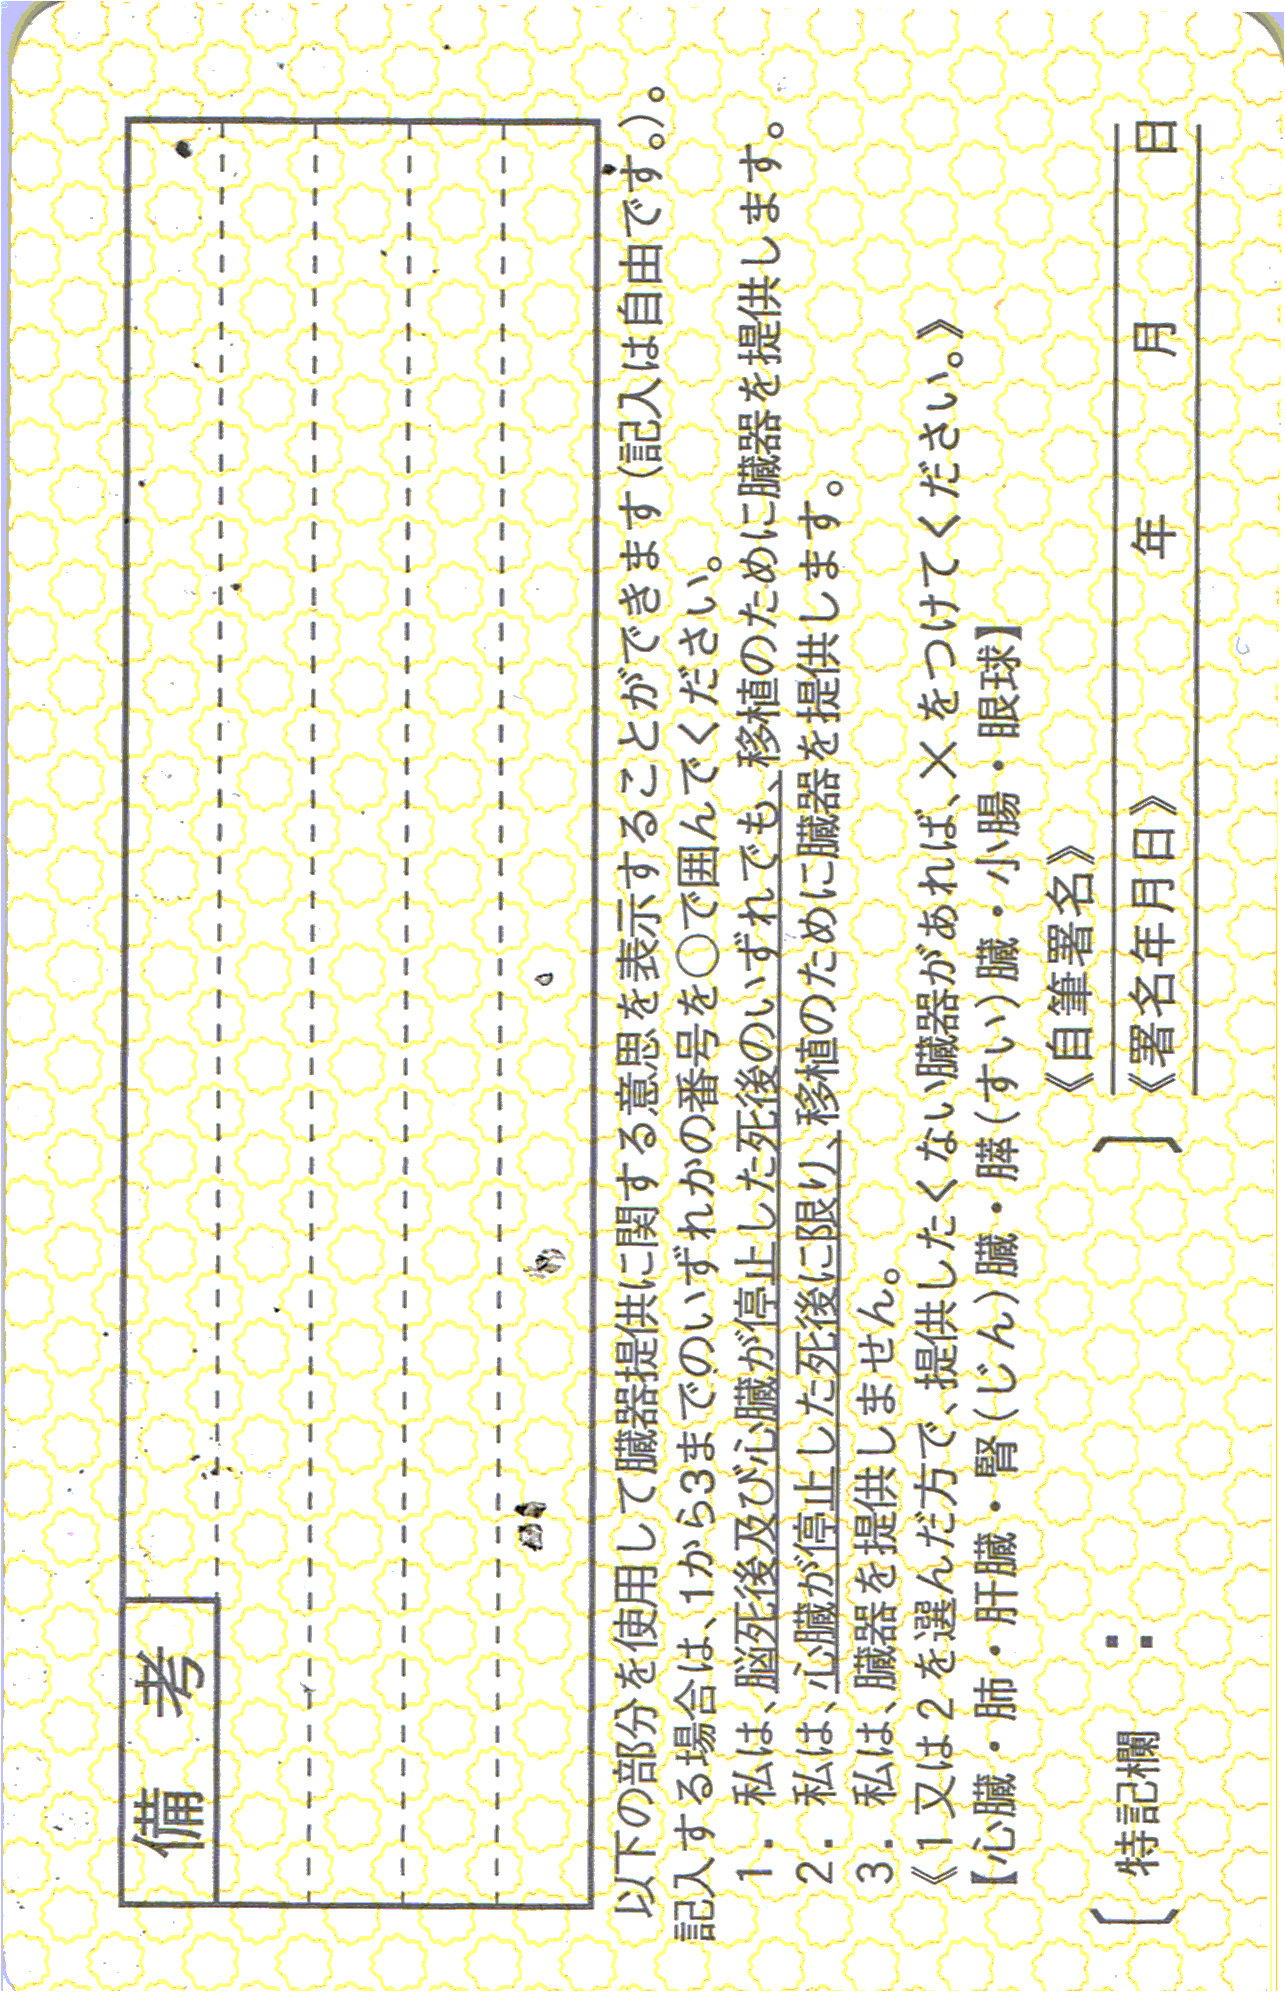 備 考
以下の部分を使用して臓器提供に関する意思を表示することができます(記入は自由です。)。
記入する場合は、1から3までのいずれかの番号を○で囲んでください。
1. 私は、脳死後及び心臓が停止した死後のいずれでも、移植のために臓器を提供します。
2. 私は、心臓が停止した死後に限り、移植のために臓器を提供します。
3. 私は、臓器を提供しません。
《1又は2を選んだ方で、提供したくない臓器があれば、×をつけてください。》
【心臓・肺・肝臓・腎(じん)臓・膵(すい)臓・小腸・眼球】
《自筆署名》
〔特記欄: 〕
《署名年月日》 年 月 日